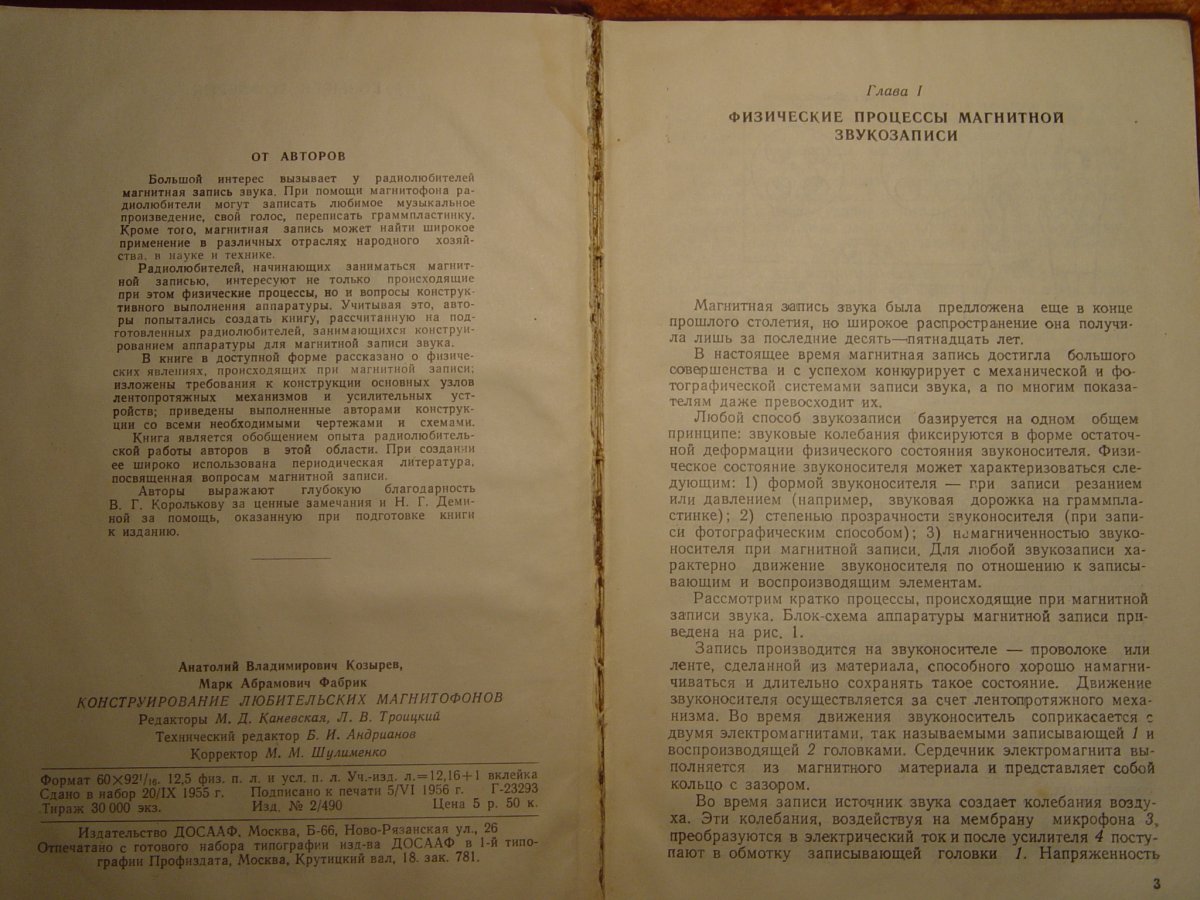 ОТ АВТОРОВ
Большой интерес вызывает у радиолюбителей
магнитная запись звука. При помощи магнитофона ра-
диолюбители могут записать любимое музыкальное
произведение, свой голос, переписать граммпластинку.
Кроме того, магнитная запись может найти широкое
применение в различных отраслях народного хозяй-
ства, в науке и технике.
Радиолюбителей, начинающих заниматься магнит-
ной записью, интересуют не только происходящие
при этом физические процессы, но и вопросы конструк-
тивного выполнения аппаратуры. Учитывая это, авто-
ры попытались создать книгу, рассчитанную на под-
готовленных радиолюбителей, занимающихся конструи-
рованием аппаратуры для магнитной записи звука.
В книге в доступной форме рассказано о физиче-
ских явлениях, происходящих при магнитной записи;
изложены требования к конструкции основных узлов
лентопротяжных механизмов и усилительных уст-
ройств; приведены выполненные авторами конструк-
ции со всеми необходимыми чертежами и схемами.
Книга является обобщением опыта радиолюбитель-
ской работы авторов в этой области. При создании
ее широко использована периодическая литература,
посвященная вопросам магнитной записи.
Авторы выражают глубокую благодарность
В. Г. Королькову за ценные замечания и Н. Г. Деми-
ной за помощь, оказанную при подготовке книги
к изданию.
Анатолий Владимирович Козырев,
Марк Абрамович Фабрик
КОНСТРУИРОВАНИЕ ЛЮБИТЕЛЬСКИХ МАГНИТОФОНОВ
Редакторы М. Д. Каневская, Л. В. Троицкий
Технический редактор Б. И. Андрианов
Корректор М. М. Шулименко
Формат 60×92¹/₁₆. 12,5 физ. п. л. и усл. п. л. Уч.-изд. л.=12,16+1 вклейка
Сдано в набор 20/IX 1955 г. Подписано к печати 5/VI 1956 г. Г-23293
Тираж 30 000 экз. Изд. № 2/490 Цена 5 р. 50 к.
Издательство ДОСААФ, Москва, Б-66, Ново-Рязанская ул., 26
Отпечатано с готового набора типографии изд-ва ДОСААФ в 1-й типо-
графии Профиздата, Москва, Крутицкий вал, 18. зак. 781.
Глава I
ФИЗИЧЕСКИЕ ПРОЦЕССЫ МАГНИТНОЙ
ЗВУКОЗАПИСИ
Магнитная запись звука была предложена еще в конце
прошлого столетия, но широкое распространение она получи-
ла лишь за последние десять—пятнадцать лет.
В настоящее время магнитная запись достигла большого
совершенства и с успехом конкурирует с механической и фо-
тографической системами записи звука, а по многим показа-
телям даже превосходит их.
Любой способ звукозаписи базируется на одном общем
принципе: звуковые колебания фиксируются в форме остаточ-
ной деформации физического состояния звуконосителя. Физи-
ческое состояние звуконосителя может характеризоваться сле-
дующим: 1) формой звуконосителя — при записи резанием
или давлением (например, звуковая дорожка на граммпла-
стинке); 2) степенью прозрачности звуконосителя (при запи-
си фотографическим способом); 3) намагниченностью звуко-
носителя при магнитной записи. Для любой звукозаписи ха-
рактерно движение звуконосителя по отношению к записы-
вающим и воспроизводящим элементам.
Рассмотрим кратко процессы, происходящие при магнитной
записи звука. Блок-схема аппаратуры магнитной записи при-
ведена на рис. 1.
Запись производится на звуконосителе — проволоке или
ленте, сделанной из материала, способного хорошо намагни-
чиваться и длительно сохранять такое состояние. Движение
звуконосителя осуществляется за счет лентопротяжного меха-
низма. Во время движения звуконоситель соприкасается с
двумя электромагнитами, так называемыми записывающей 1 и
воспроизводящей 2 головками. Сердечник электромагнита вы-
полняется из магнитного материала и представляет собой
кольцо с зазором.
Во время записи источник звука создает колебания возду-
ха. Эти колебания, воздействуя на мембрану микрофона 3,
преобразуются в электрический ток и после усилителя 4 посту-
пают в обмотку записывающей головки 1. Напряженность
3